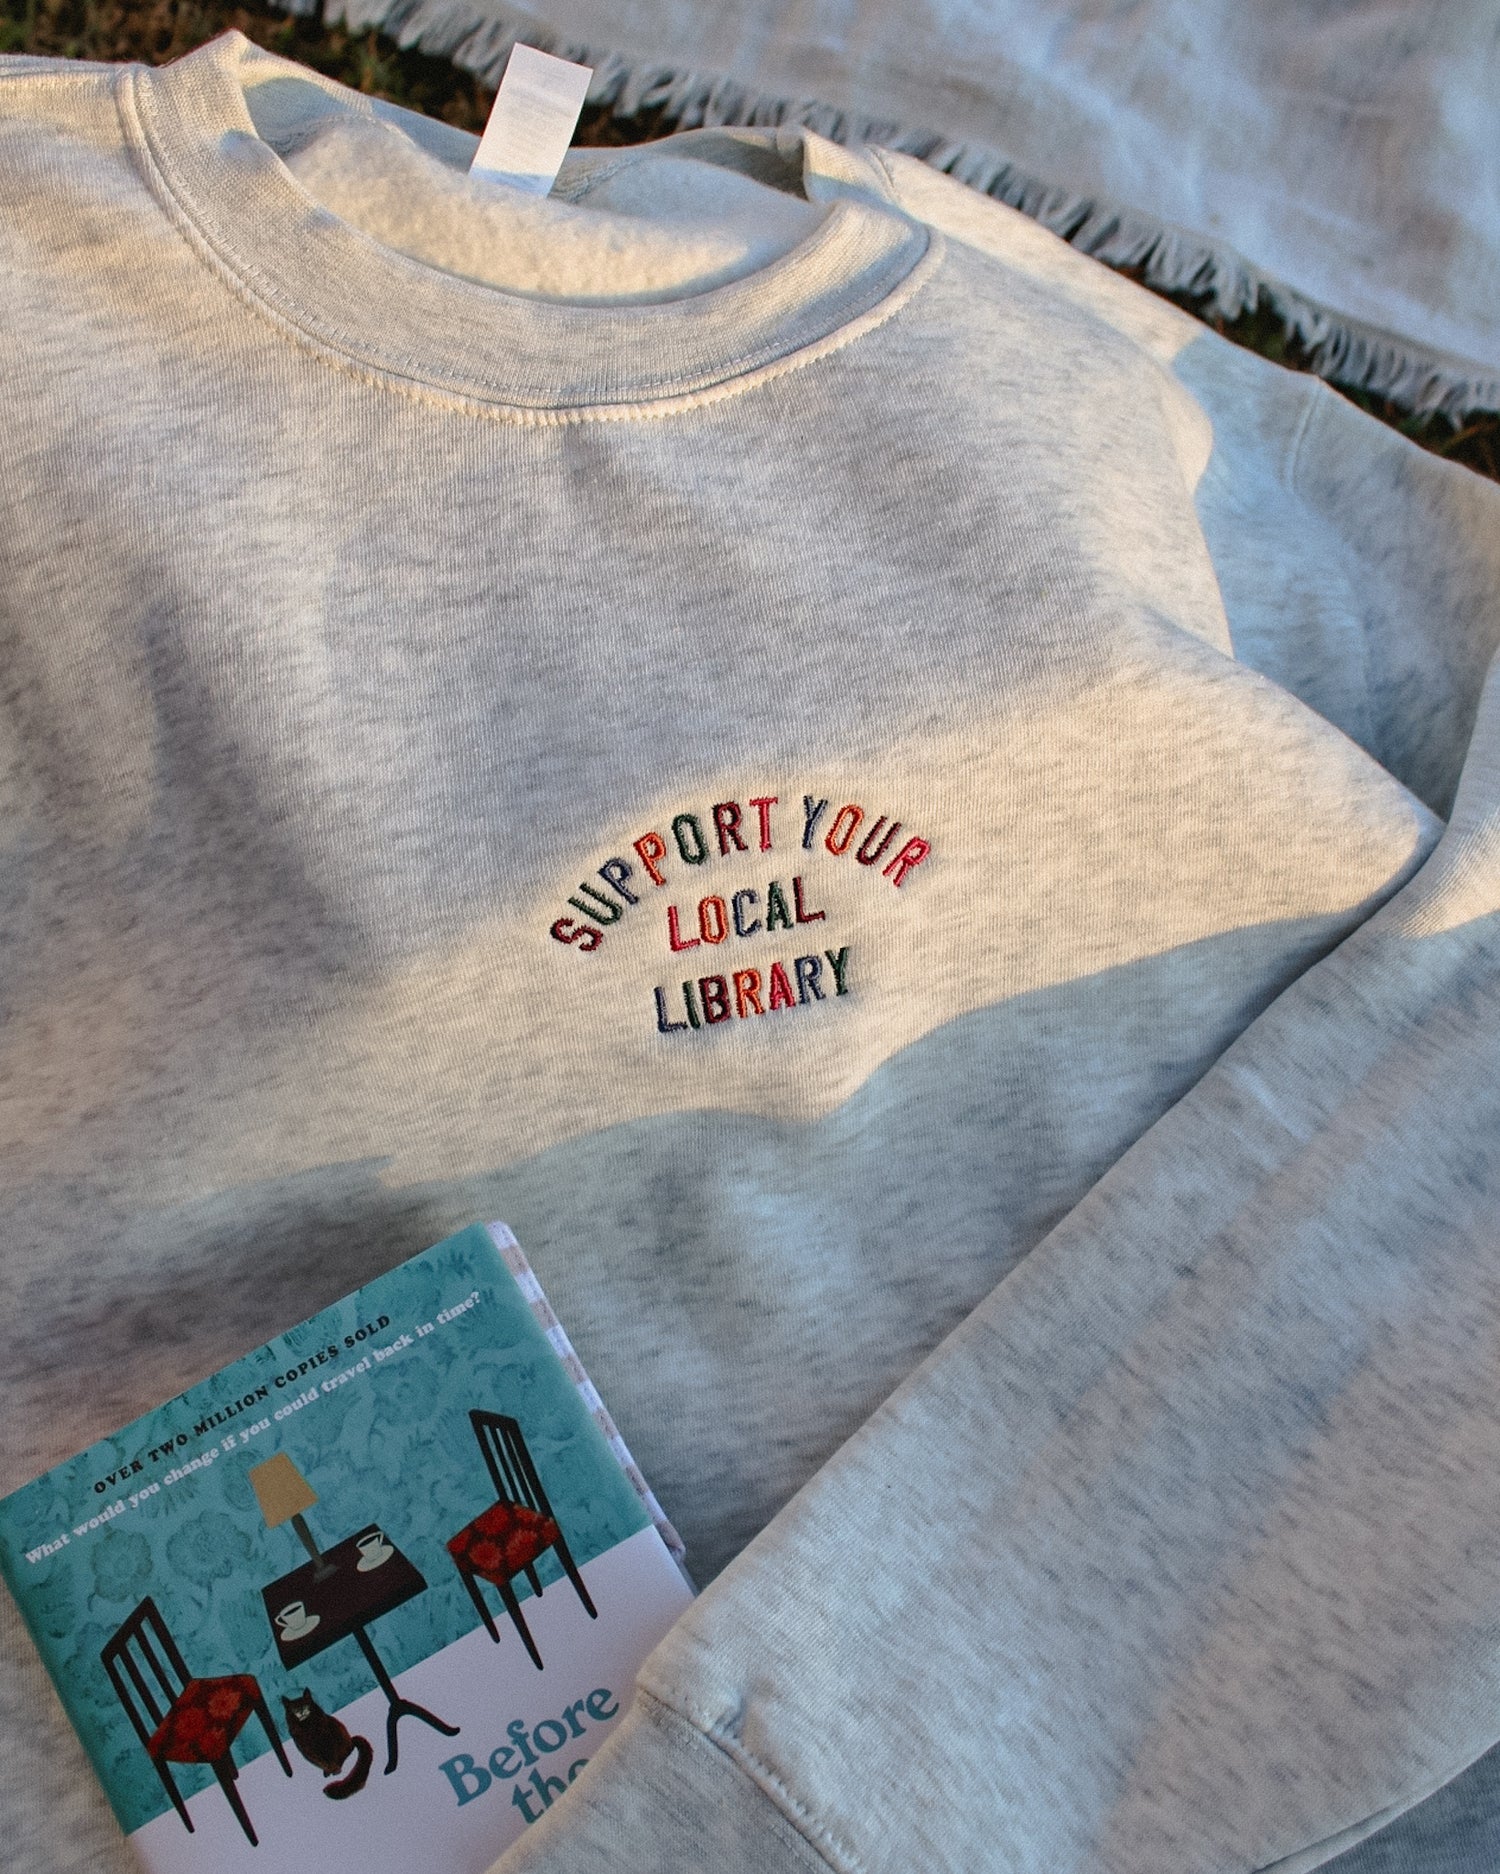 SUPPORT YOUR
LOCAL
LIBRARY
OVER TWO MILLION COPIES SOLD
What would you change if you could travel back in time?
Before
the